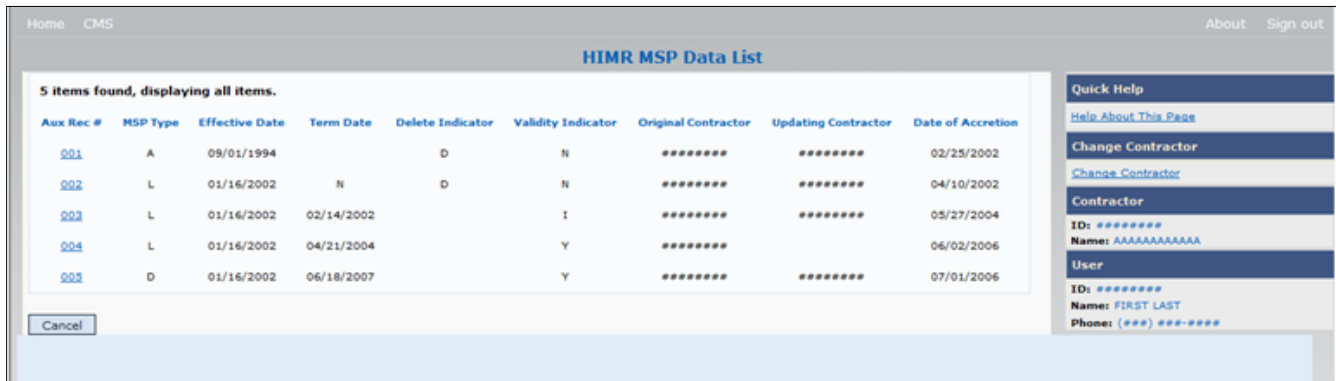 Home CMS About Sign out
HIMR MSP Data List
5 items found, displaying all items.
Aux Rec # MSP Type Effective Date Term Date Delete Indicator Validity Indicator Original Contractor Updating Contractor Date of Accretion
001 A 09/01/1994 D N ######## ######## 02/25/2002
002 L 01/16/2002 N D N ######## ######## 04/10/2002
003 L 01/16/2002 02/14/2002 I ######## ######## 05/27/2004
004 L 01/16/2002 04/21/2004 Y ######## 06/02/2006
005 D 01/16/2002 06/18/2007 Y ######## ######## 07/01/2006
Cancel
Quick Help
Help About This Page
Change Contractor
Change Contractor
Contractor
ID: ########
Name: AAAAAAAAAAAA
User
ID: ########
Name: FIRST LAST
Phone: (###) ###-####